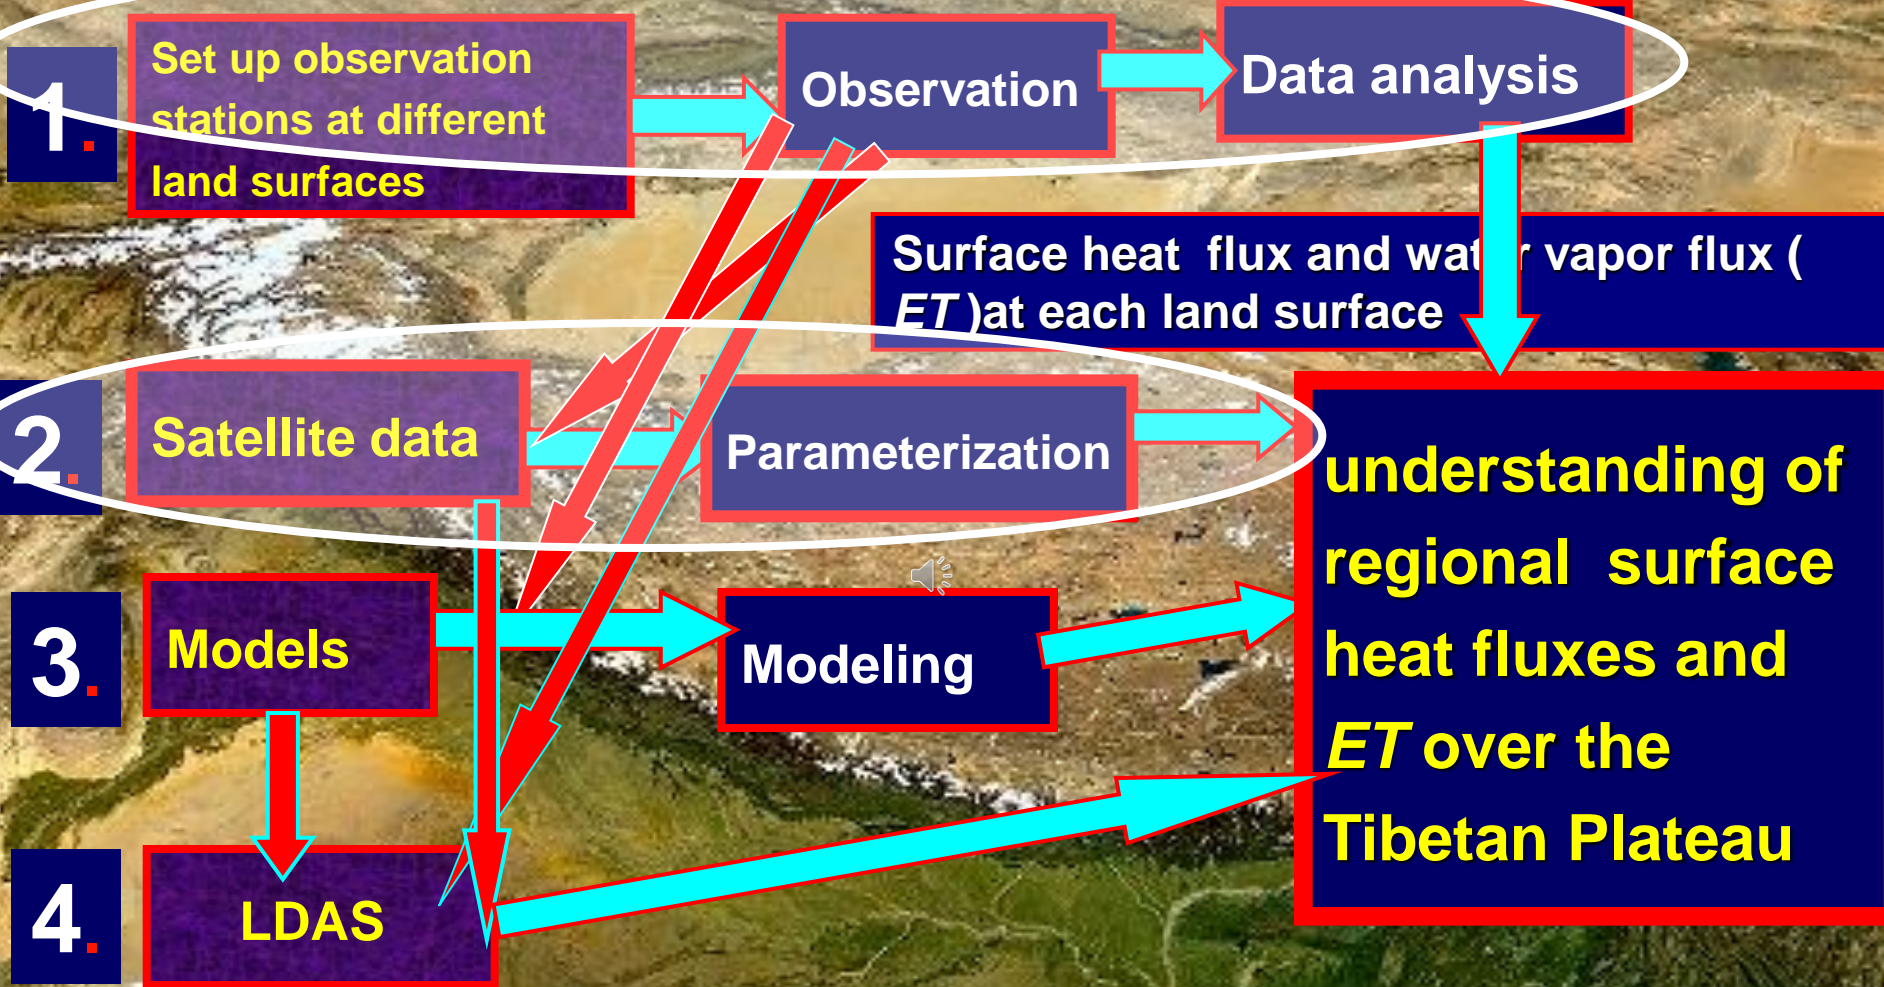 1.
Set up observation
stations at different
land surfaces
Observation
Data analysis
Surface heat flux and water vapor flux (
ET )at each land surface
2.
Satellite data
Parameterization
understanding of
regional surface
heat fluxes and
ET over the
Tibetan Plateau
3.
Models
Modeling
4.
LDAS